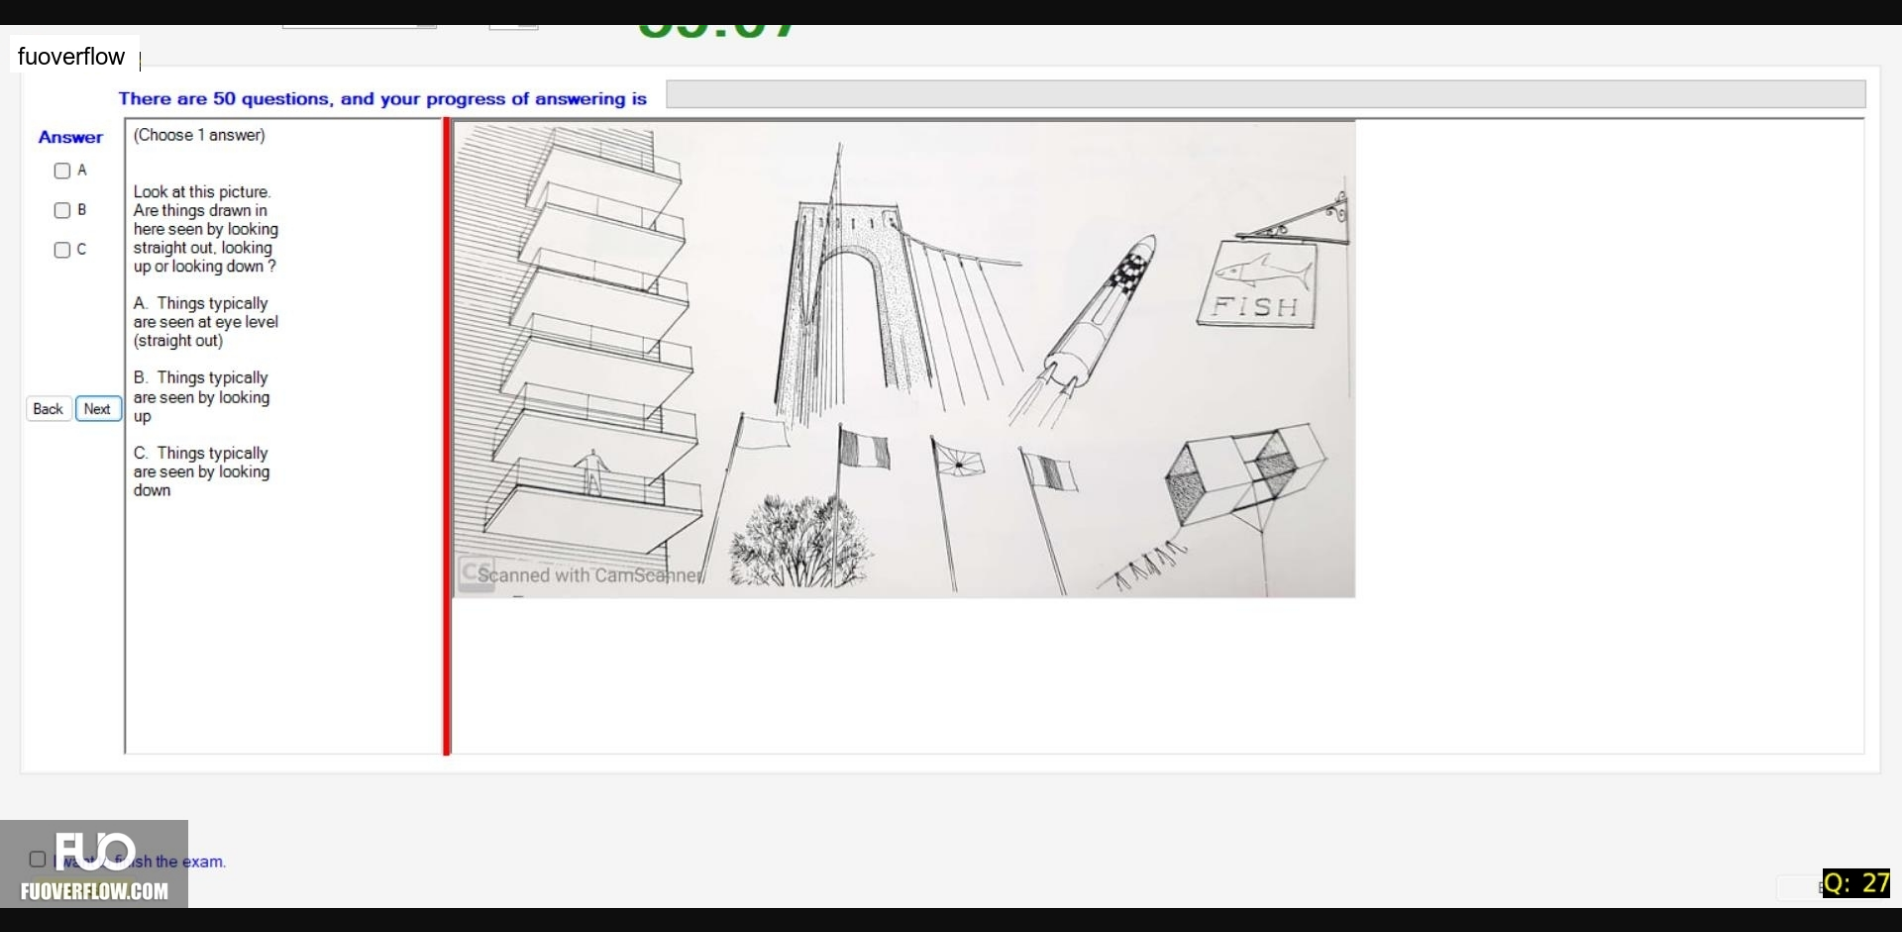 fuoverflow
There are 50 questions, and your progress of answering is
Answer
A
B
C
Back
Next
(Choose 1 answer)
Look at this picture.
Are things drawn in
here seen by looking
straight out, looking
up or looking down ?
A. Things typically
are seen at eye level
(straight out)
B. Things typically
are seen by looking
up
C. Things typically
are seen by looking
down
FISH
CS
Scanned with CamScanner
FUO
the exam.
FUOVERFLOW.COM
Q: 27